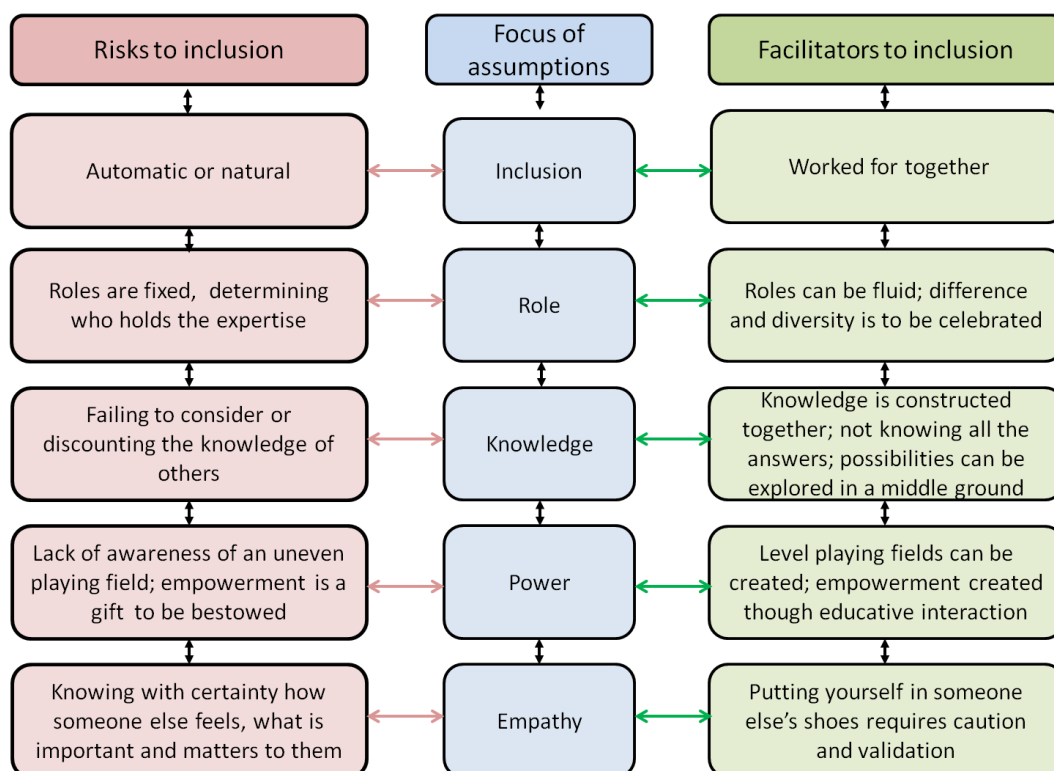 Risks to inclusion
Focus of
assumptions
Facilitators to inclusion
Automatic or natural
Inclusion
Worked for together
Roles are fixed,  determining
who holds the expertise
Role
Roles can be fluid; difference
and diversity is to be celebrated
Failing to consider or
discounting the knowledge of
others
Knowledge
Knowledge is constructed
together; not knowing all the
answers; possibilities can be
explored in a middle ground
Lack of awareness of an uneven
playing field; empowerment is a
gift to be bestowed
Power
Level playing fields can be
created; empowerment created
though educative interaction
Knowing with certainty how
someone else feels, what is
important and matters to them
Empathy
Putting yourself in someone
else’s shoes requires caution
and validation